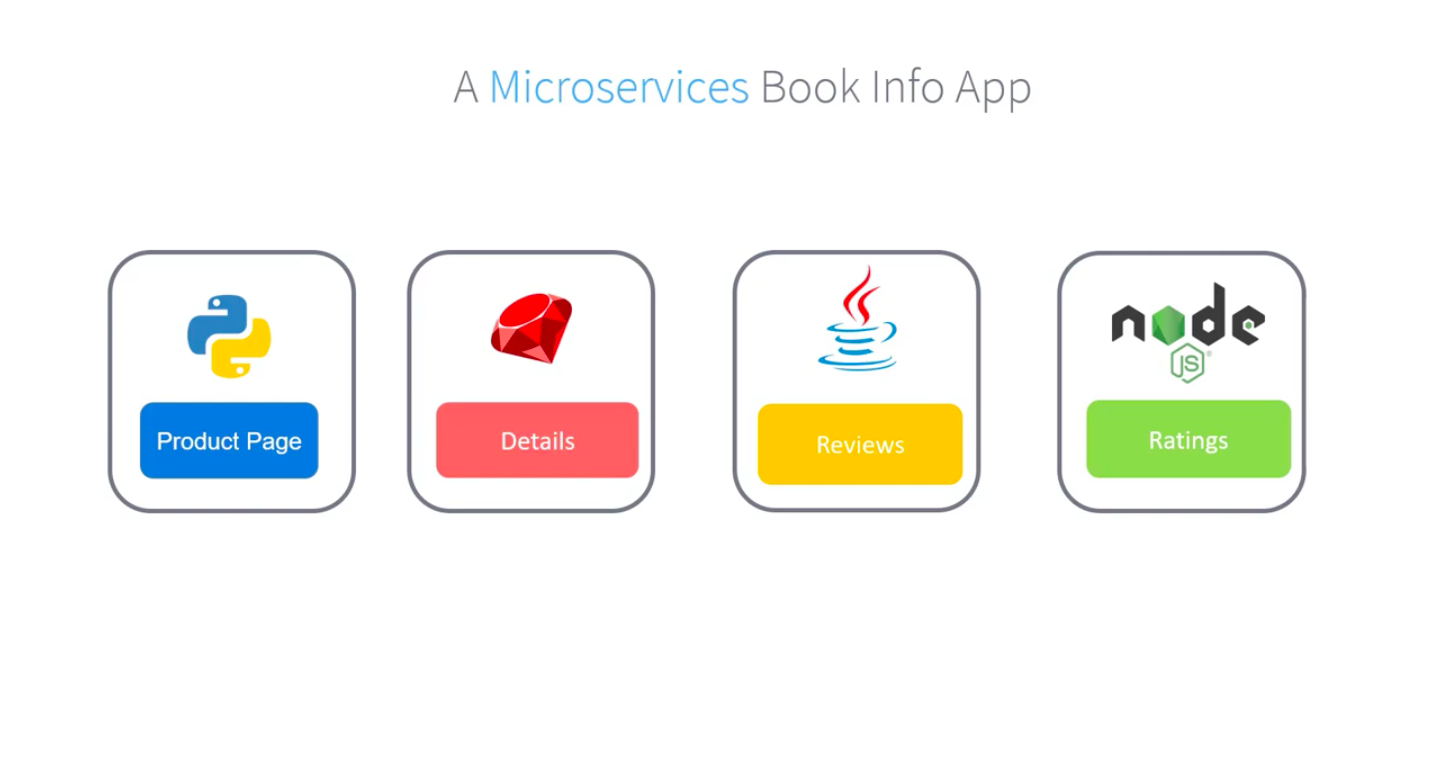 A Microservices Book Info App
node
JS
Product Page
Details
Reviews
Ratings